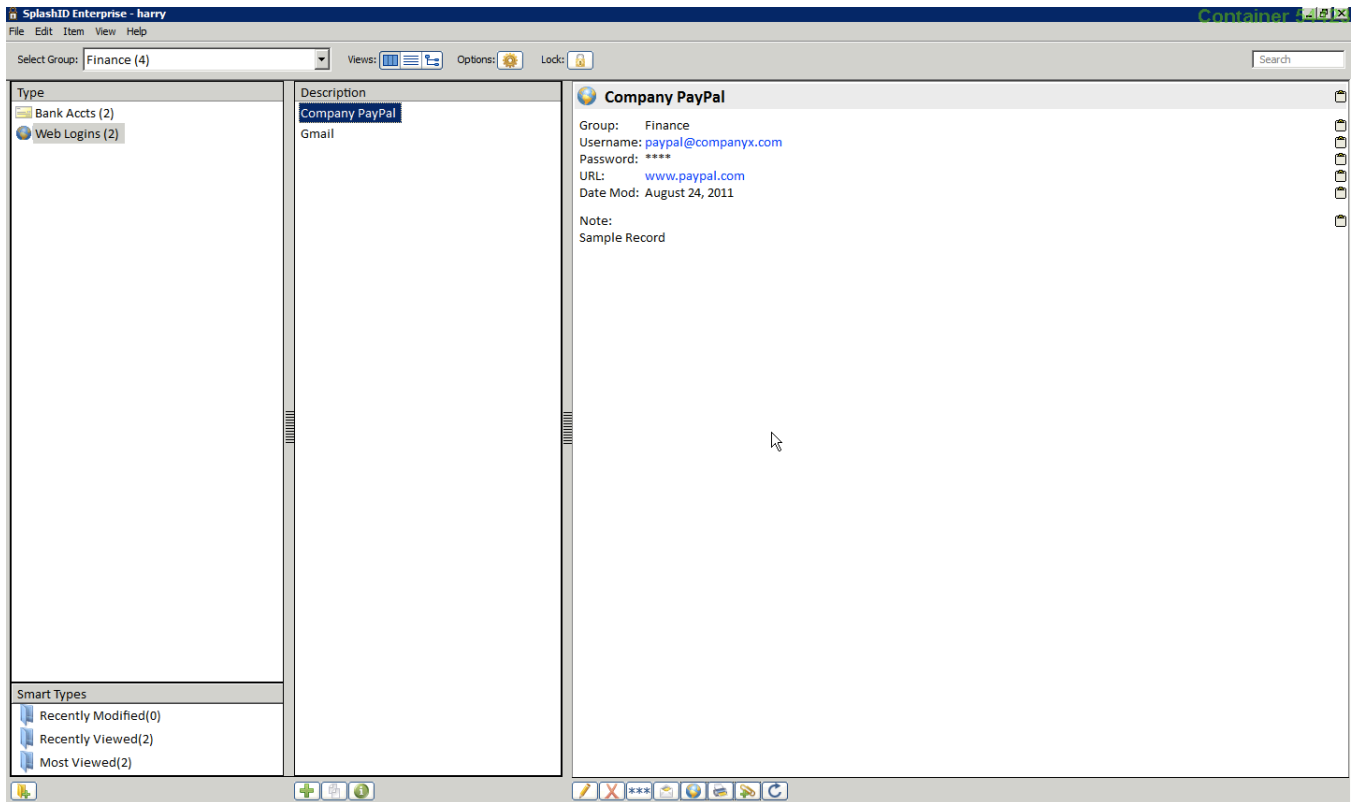 SplashID Enterprise - harry
Container
File Edit Item View Help
Select Group: Finance (4) Views: Options: Lock: Search
Type
Bank Accts (2)
Web Logins (2)
Description
Company PayPal
Gmail
Company PayPal
Group: Finance
Username: paypal@companyx.com
Password: ****
URL: www.paypal.com
Date Mod: August 24, 2011
Note:
Sample Record
Smart Types
Recently Modified(0)
Recently Viewed(2)
Most Viewed(2)
***